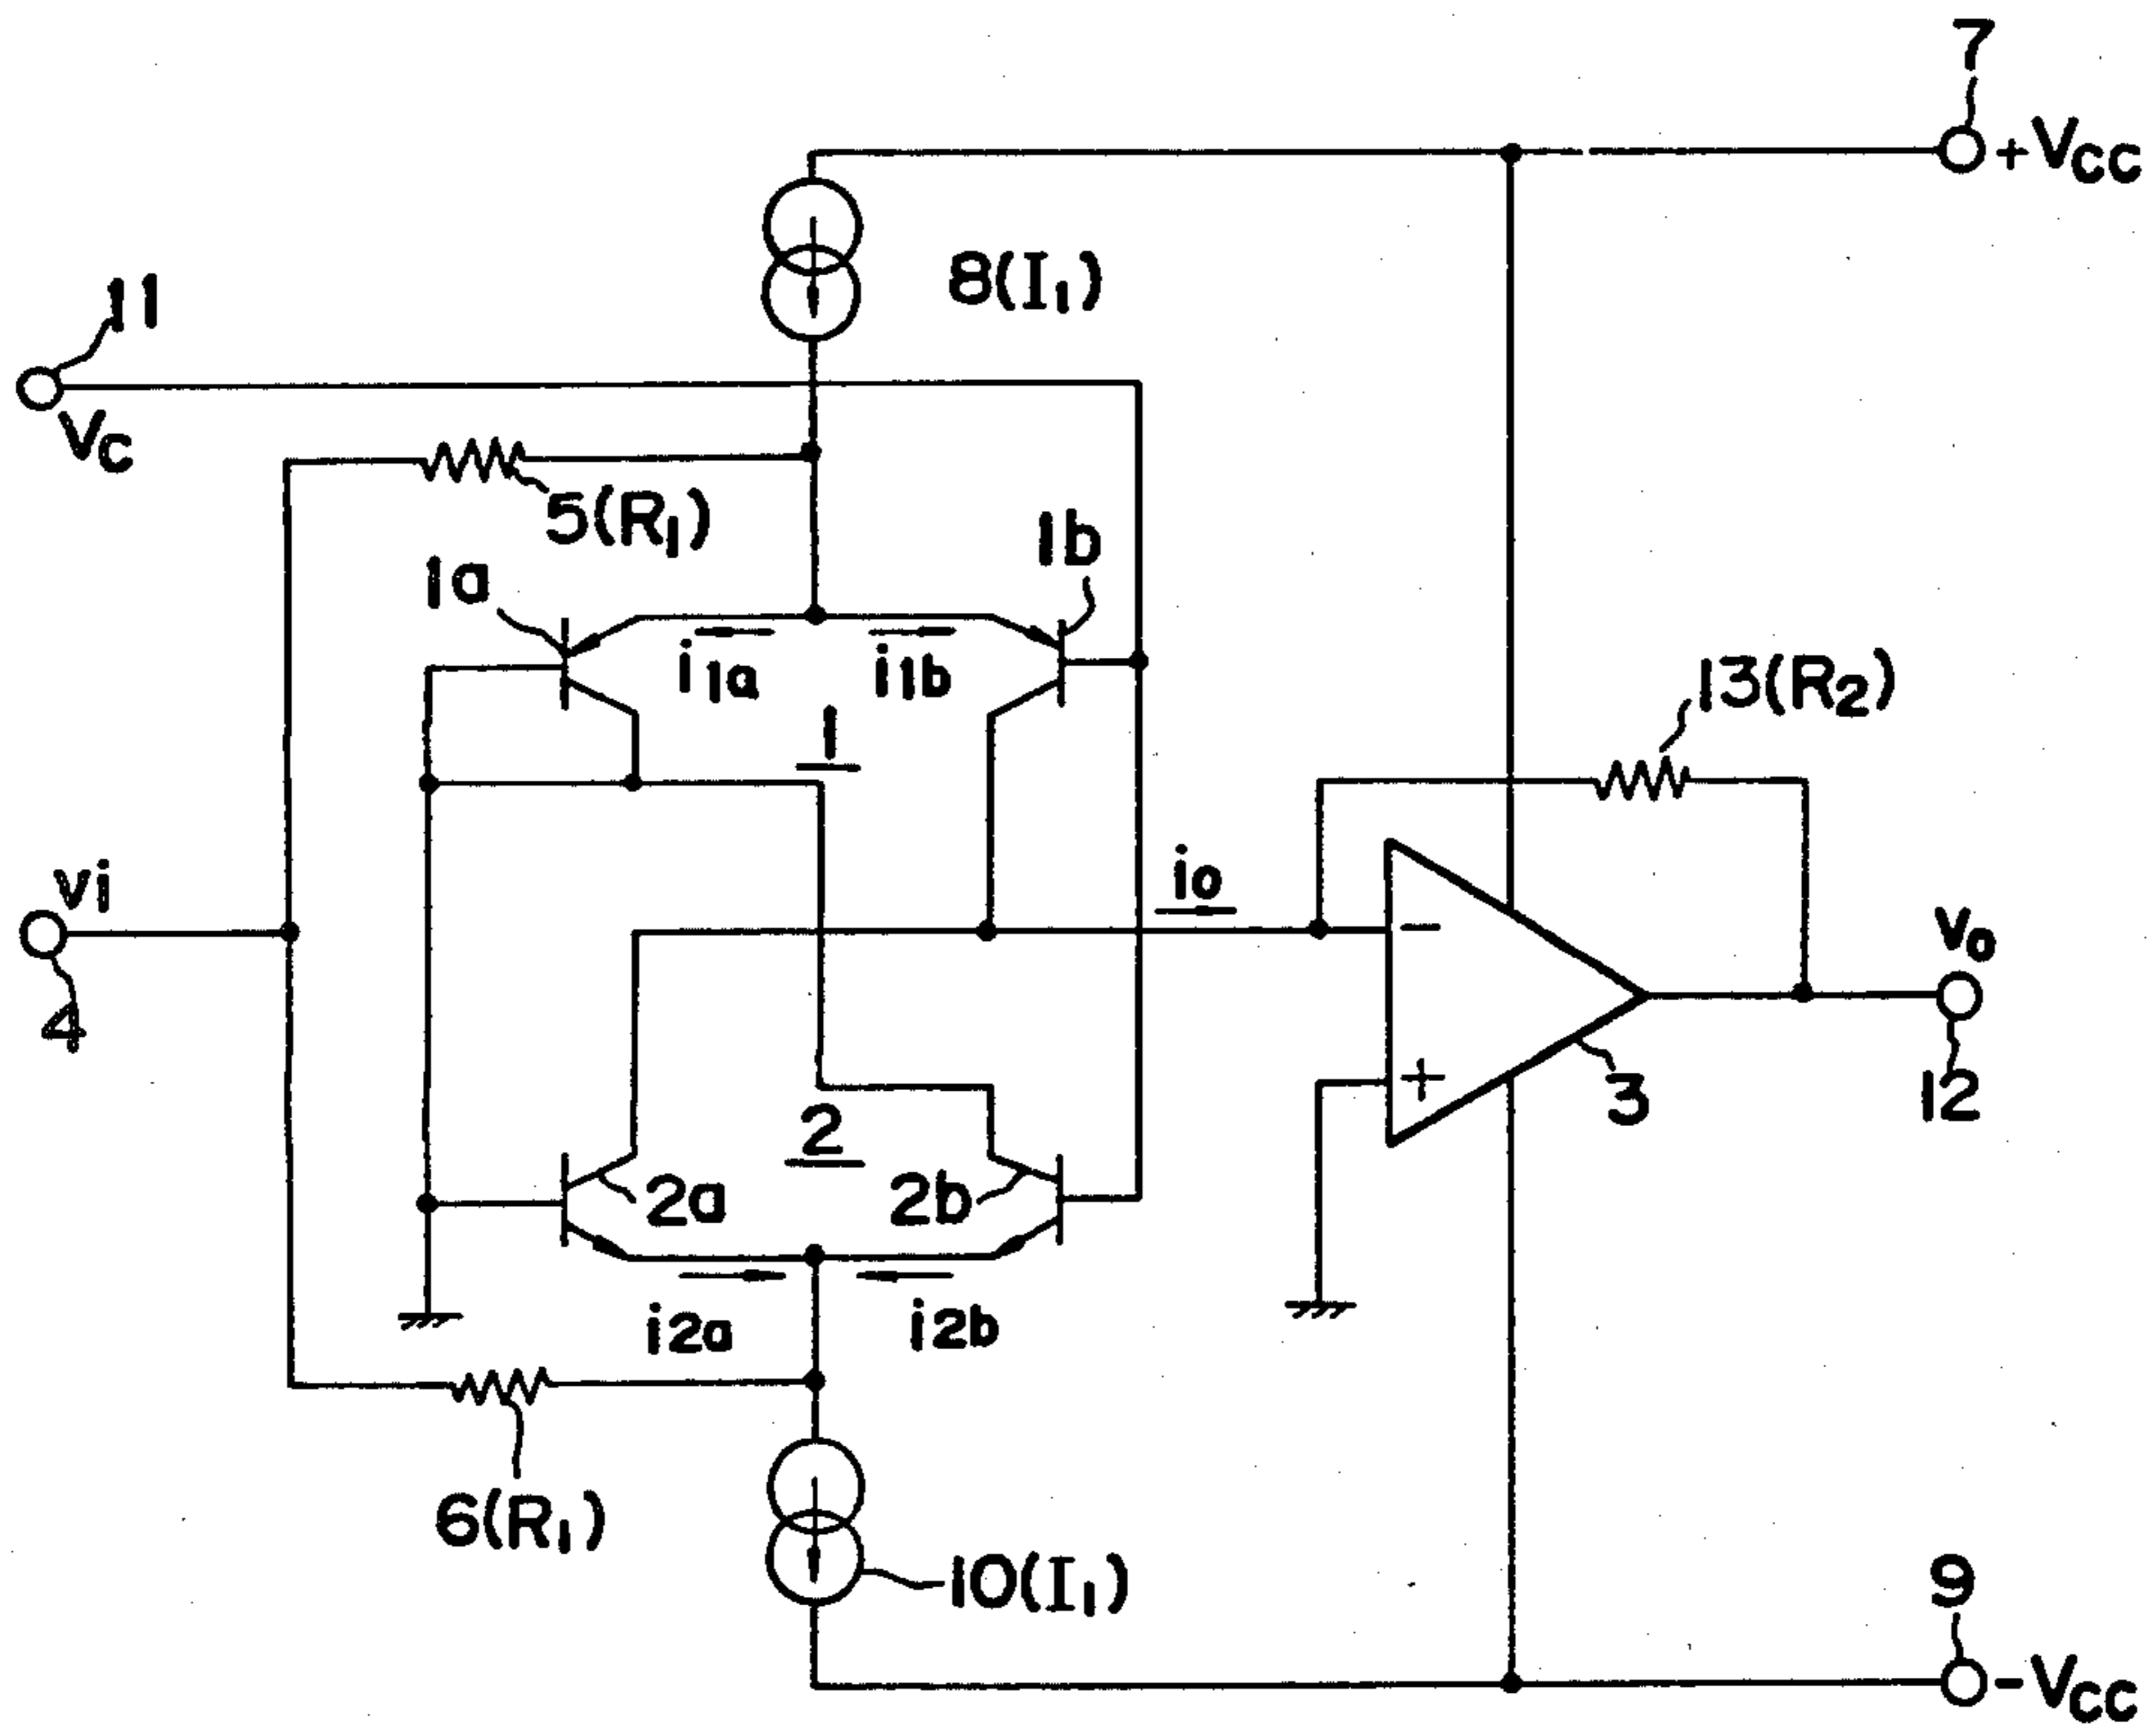 7
+VCC
8(I1)
11
VC
5(R1)
1a
1b
i1a
i1b
1
13(R2)
vi
4
io
−
+
3
Vo
12
2
2a
2b
i2a
i2b
6(R1)
10(I1)
9
−VCC